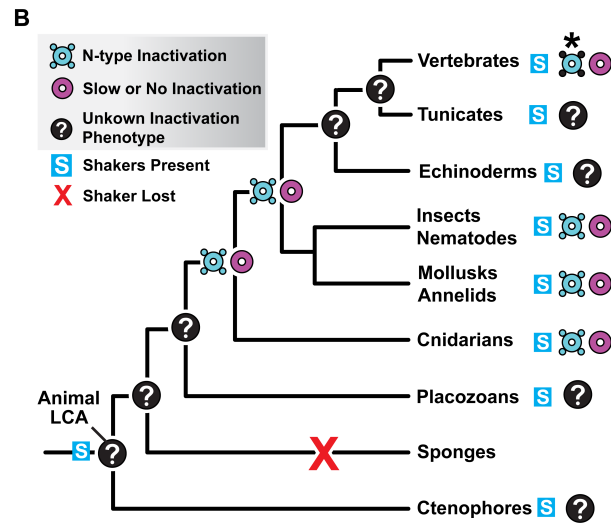 B
N-type Inactivation
Slow or No Inactivation
? Unkown Inactivation
Phenotype
S Shakers Present
X Shaker Lost
*
Vertebrates S
?
Tunicates S ?
?
Echinoderms S ?
Insects
Nematodes S
Mollusks
Annelids S
Cnidarians S
?
Placozoans S ?
Animal
LCA
?
X Sponges
S ?
Ctenophores S ?